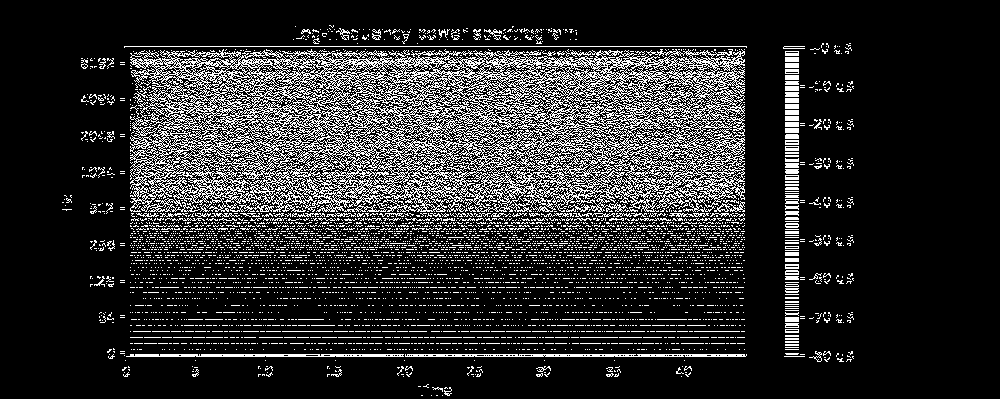 Log-frequency power spectrogram
8192
4096
2048
1024
512
256
128
64
0
Hz
0
5
10
15
20
25
30
35
40
Time
+0 dB
-10 dB
-20 dB
-30 dB
-40 dB
-50 dB
-60 dB
-70 dB
-80 dB